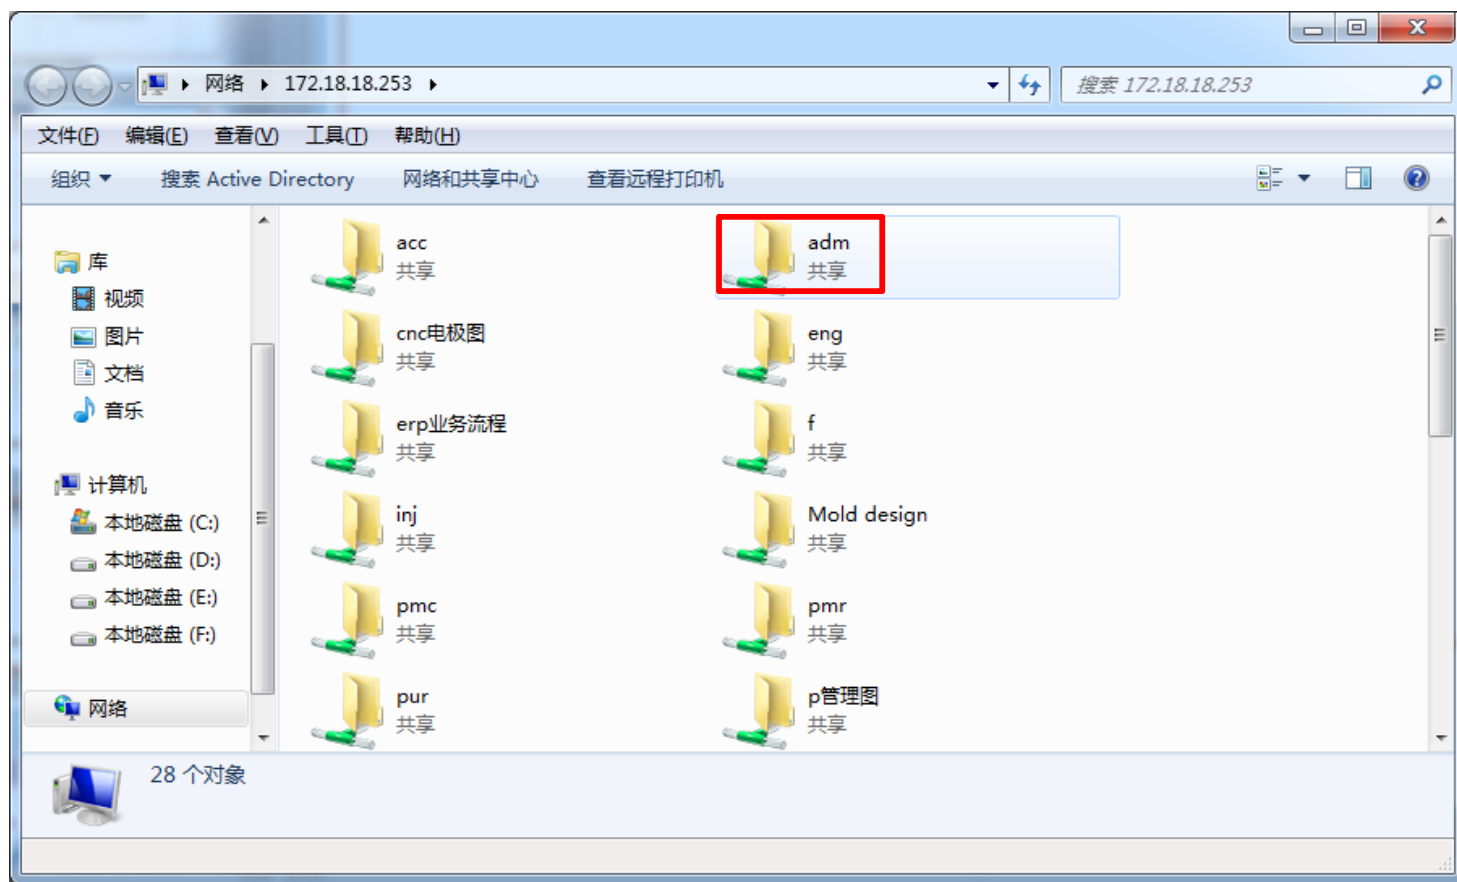 网络 172.18.18.253
搜索 172.18.18.253
文件(F) 编辑(E) 查看(V) 工具(T) 帮助(H)
组织 搜索 Active Directory 网络和共享中心 查看远程打印机
库
视频
图片
文档
音乐
计算机
本地磁盘 (C:)
本地磁盘 (D:)
本地磁盘 (E:)
本地磁盘 (F:)
网络
acc
共享
adm
共享
cnc电极图
共享
eng
共享
erp业务流程
共享
f
共享
inj
共享
Mold design
共享
pmc
共享
pmr
共享
pur
共享
p管理图
共享
28 个对象